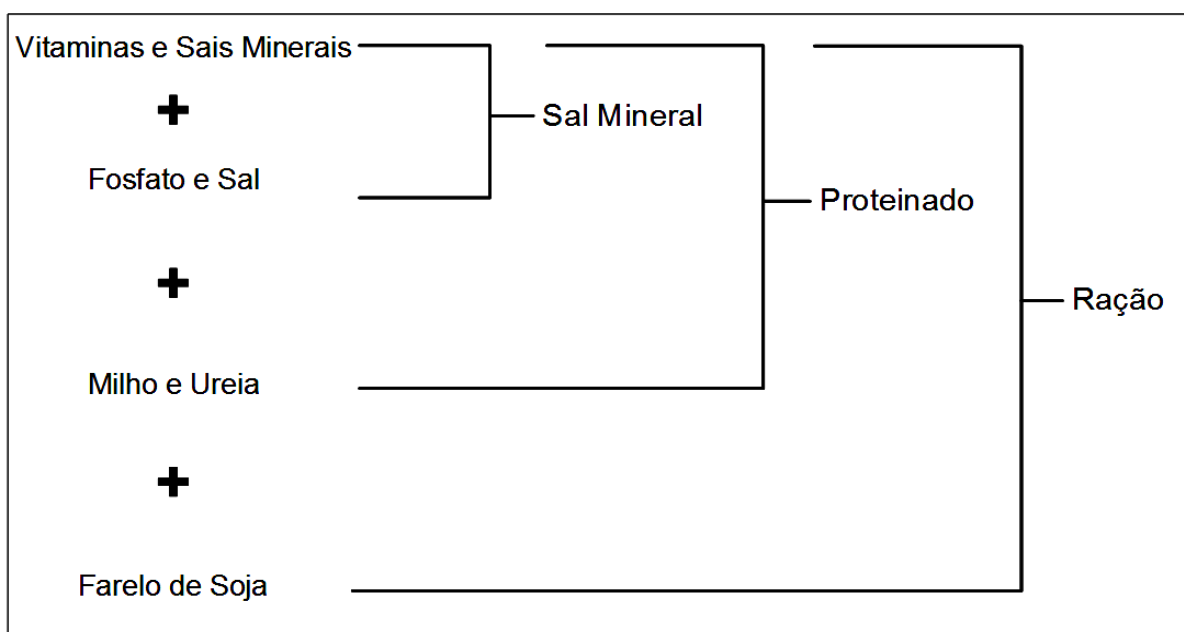 Vitaminas e Sais Minerais
Sal Mineral
Fosfato e Sal
Proteinado
Ração
Milho e Ureia
Farelo de Soja